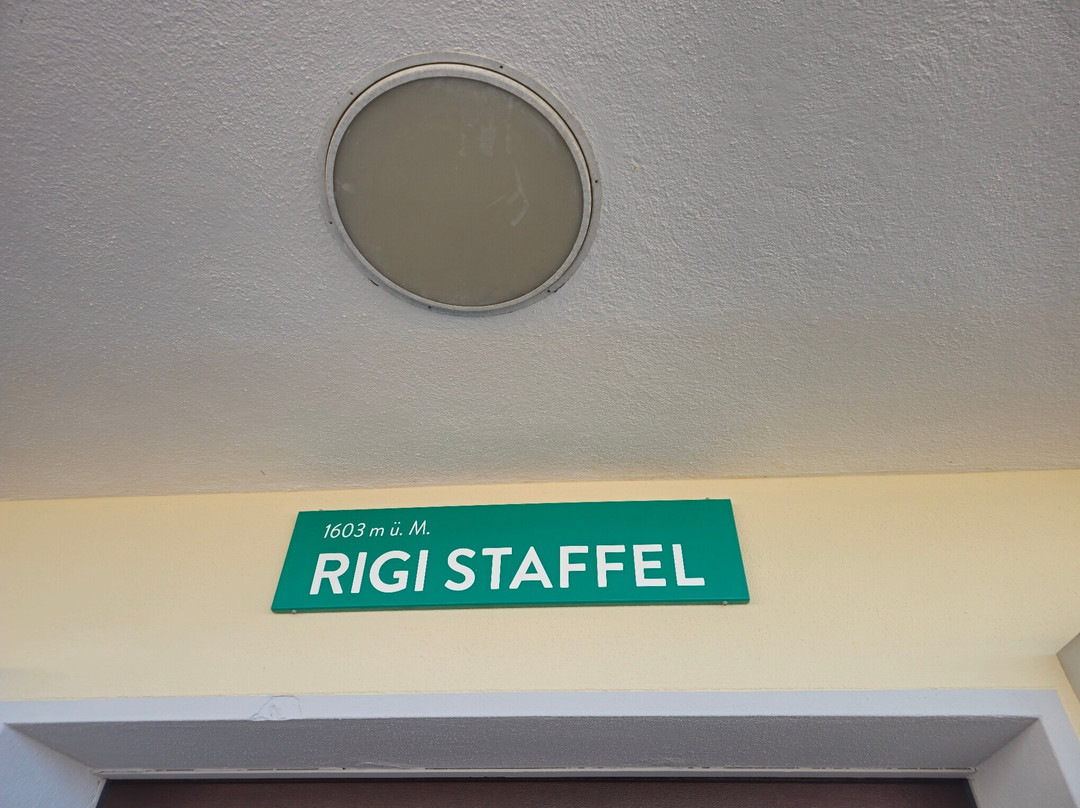 1603 m ü. M.
RIGI STAFFEL